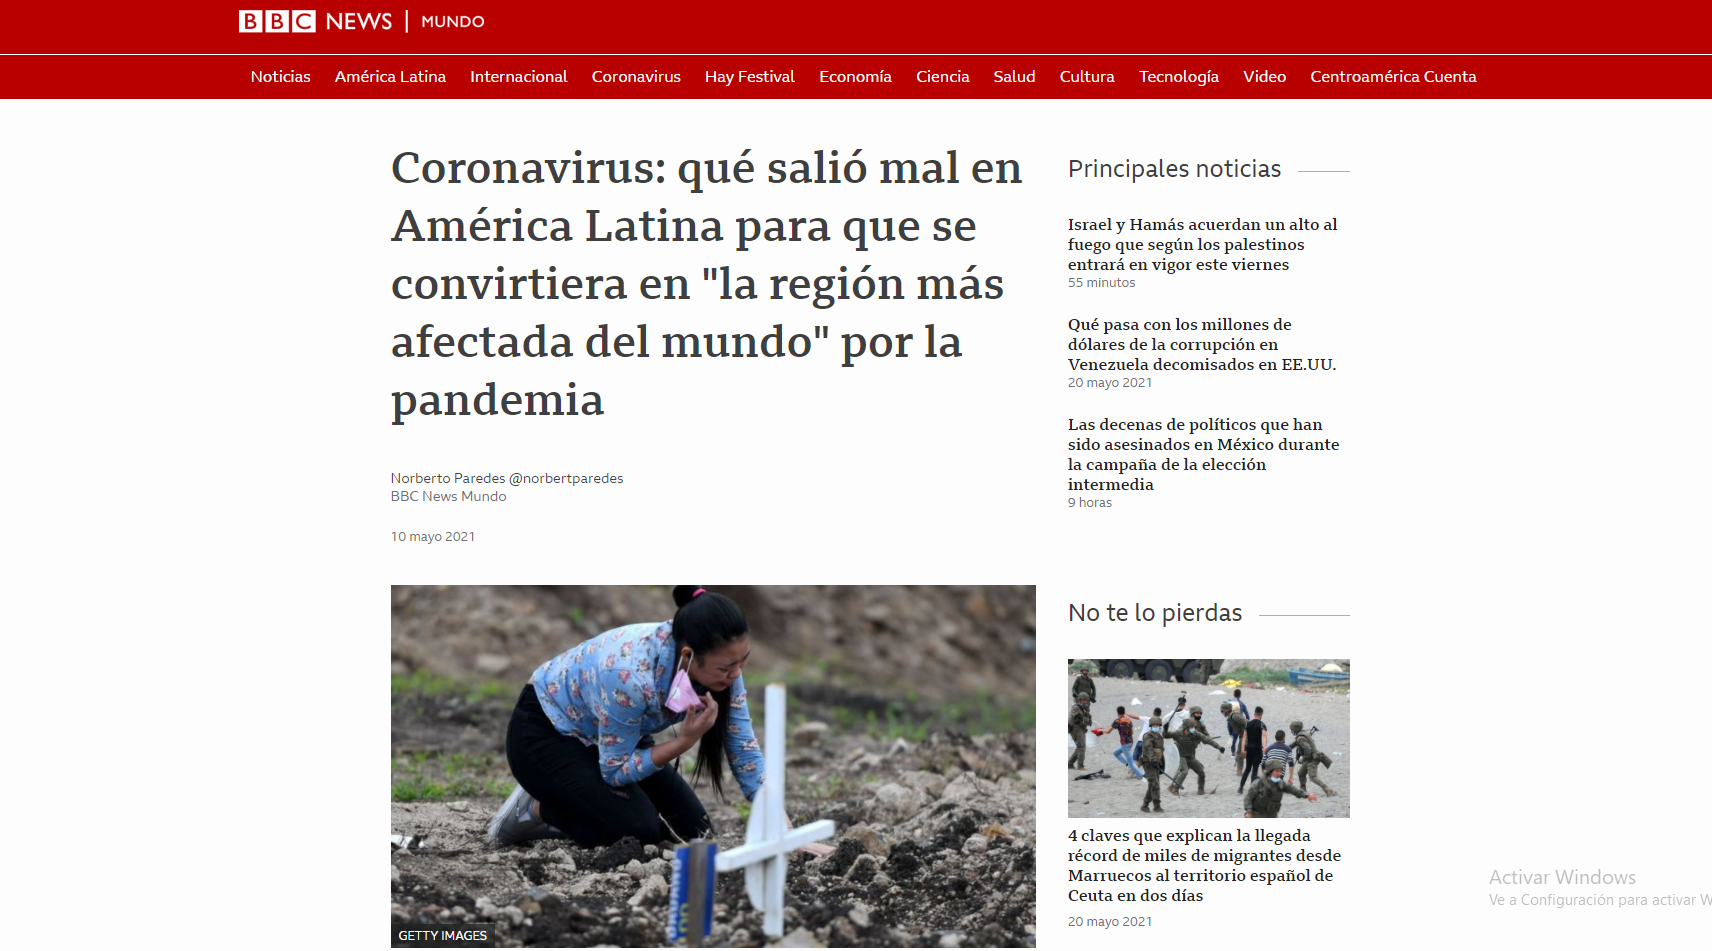 BBC NEWS | MUNDO
Noticias América Latina Internacional Coronavirus Hay Festival Economía Ciencia Salud Cultura Tecnología Video Centroamérica Cuenta
Coronavirus: qué salió mal en
América Latina para que se
convirtiera en "la región más
afectada del mundo" por la
pandemia
Norberto Paredes @norbertparedes
BBC News Mundo
10 mayo 2021
GETTY IMAGES
Principales noticias
Israel y Hamás acuerdan un alto al
fuego que según los palestinos
entrará en vigor este viernes
55 minutos
Qué pasa con los millones de
dólares de la corrupción en
Venezuela decomisados en EE.UU.
20 mayo 2021
Las decenas de políticos que han
sido asesinados en México durante
la campaña de la elección
intermedia
9 horas
No te lo pierdas
4 claves que explican la llegada
récord de miles de migrantes desde
Marruecos al territorio español de
Ceuta en dos días
20 mayo 2021
Activar Windows
Ve a Configuración para activar W